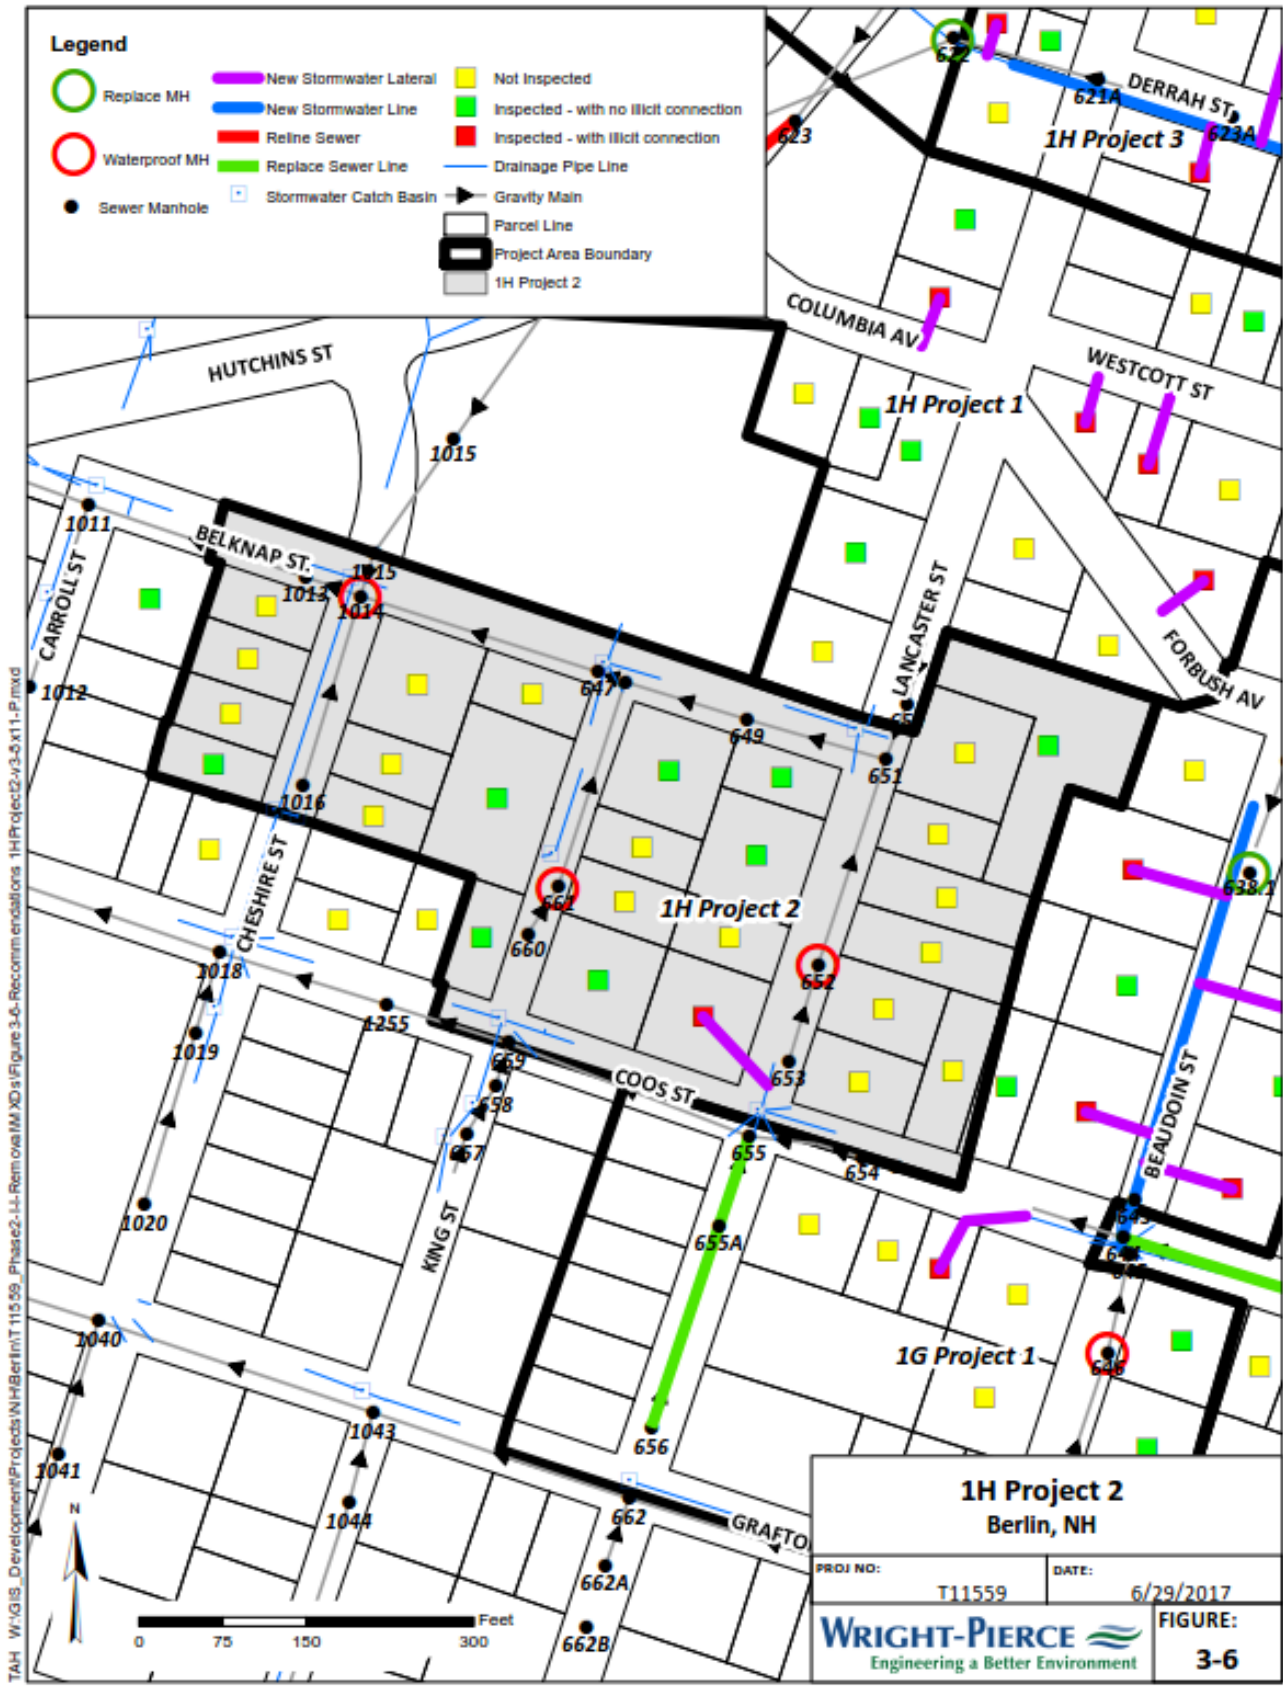 Legend
Replace MH
Waterproof MH
Sewer Manhole
New Stormwater Lateral
New Stormwater Line
Reline Sewer
Replace Sewer Line
Stormwater Catch Basin
Not Inspected
Inspected - with no illicit connection
Inspected - with illicit connection
Drainage Pipe Line
Gravity Main
Parcel Line
Project Area Boundary
1H Project 2
622
621A
DERRAH ST
623A
623
1H Project 3
COLUMBIA AV
WESTCOTT ST
HUTCHINS ST
1H Project 1
1015
1011
BELKNAP ST.
CARROLL ST
1013
1014
LANCASTER ST
FORBUSH AV
1012
647
649
651
1016
CHESHIRE ST
661
660
1H Project 2
638.1
652
1018
1255
1019
659
658
657
COOS ST
653
655
654
BEAUDOIN ST
1020
KING ST
655A
1040
1G Project 1
646
1043
656
1041
1044
662
GRAFTO
662A
662B
N
0
75
150
300
Feet
1H Project 2
Berlin, NH
PROJ NO:
T11559
DATE:
6/29/2017
WRIGHT-PIERCE
Engineering a Better Environment
FIGURE:
3-6